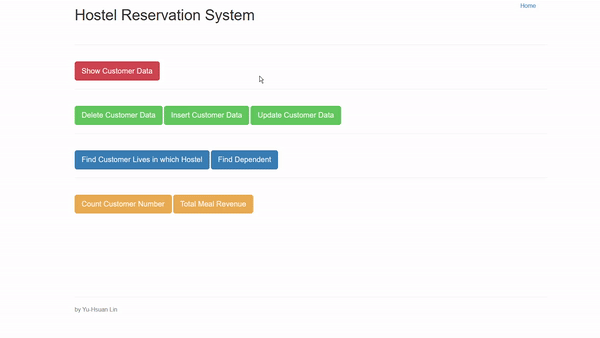 Home
Hostel Reservation System
Show Customer Data
Delete Customer Data Insert Customer Data Update Customer Data
Find Customer Lives in which Hostel Find Dependent
Count Customer Number Total Meal Revenue
by Yu-Hsuan Lin